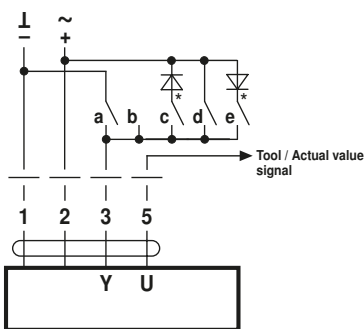 ⊥ ~
− +
* *
a b c d e
Tool / Actual value
signal
1 2 3 5
Y U